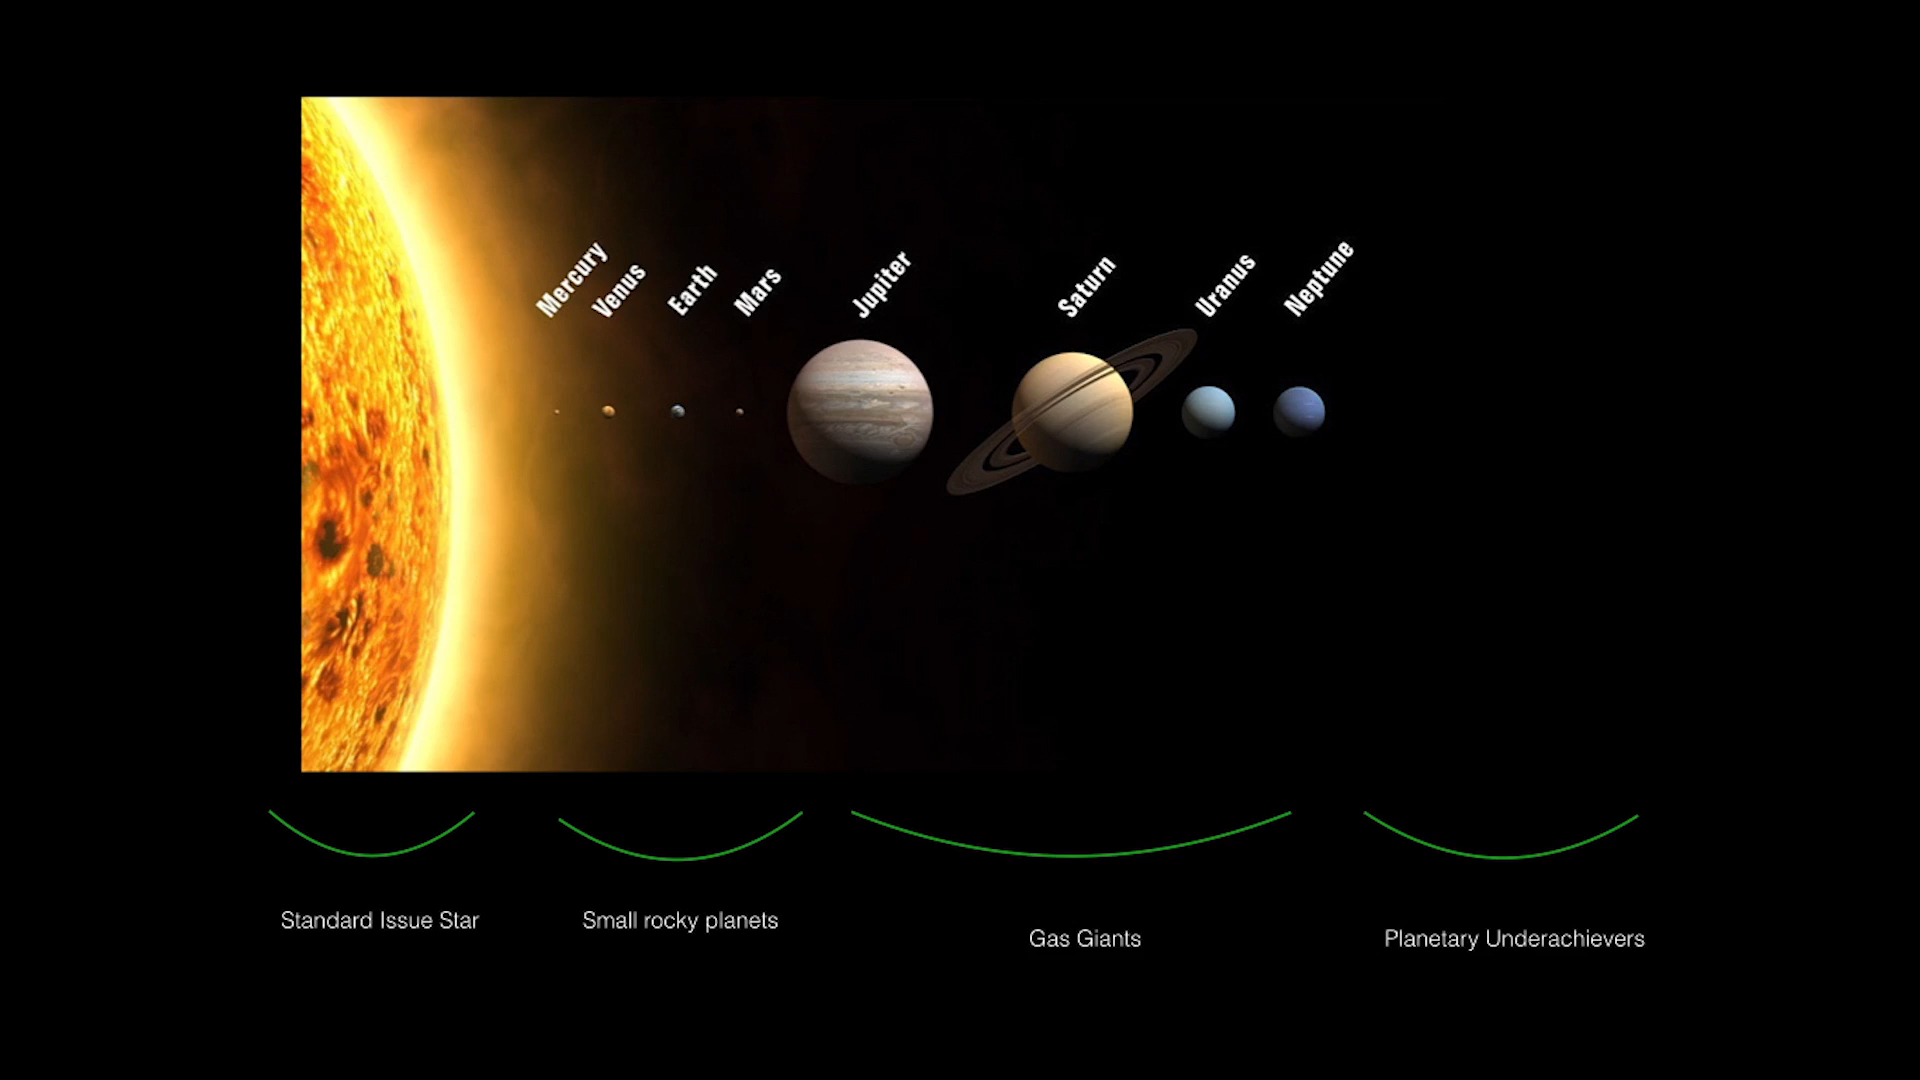 Mercury
Venus
Earth
Mars
Jupiter
Saturn
Uranus
Neptune
Standard Issue Star
Small rocky planets
Gas Giants
Planetary Underachievers